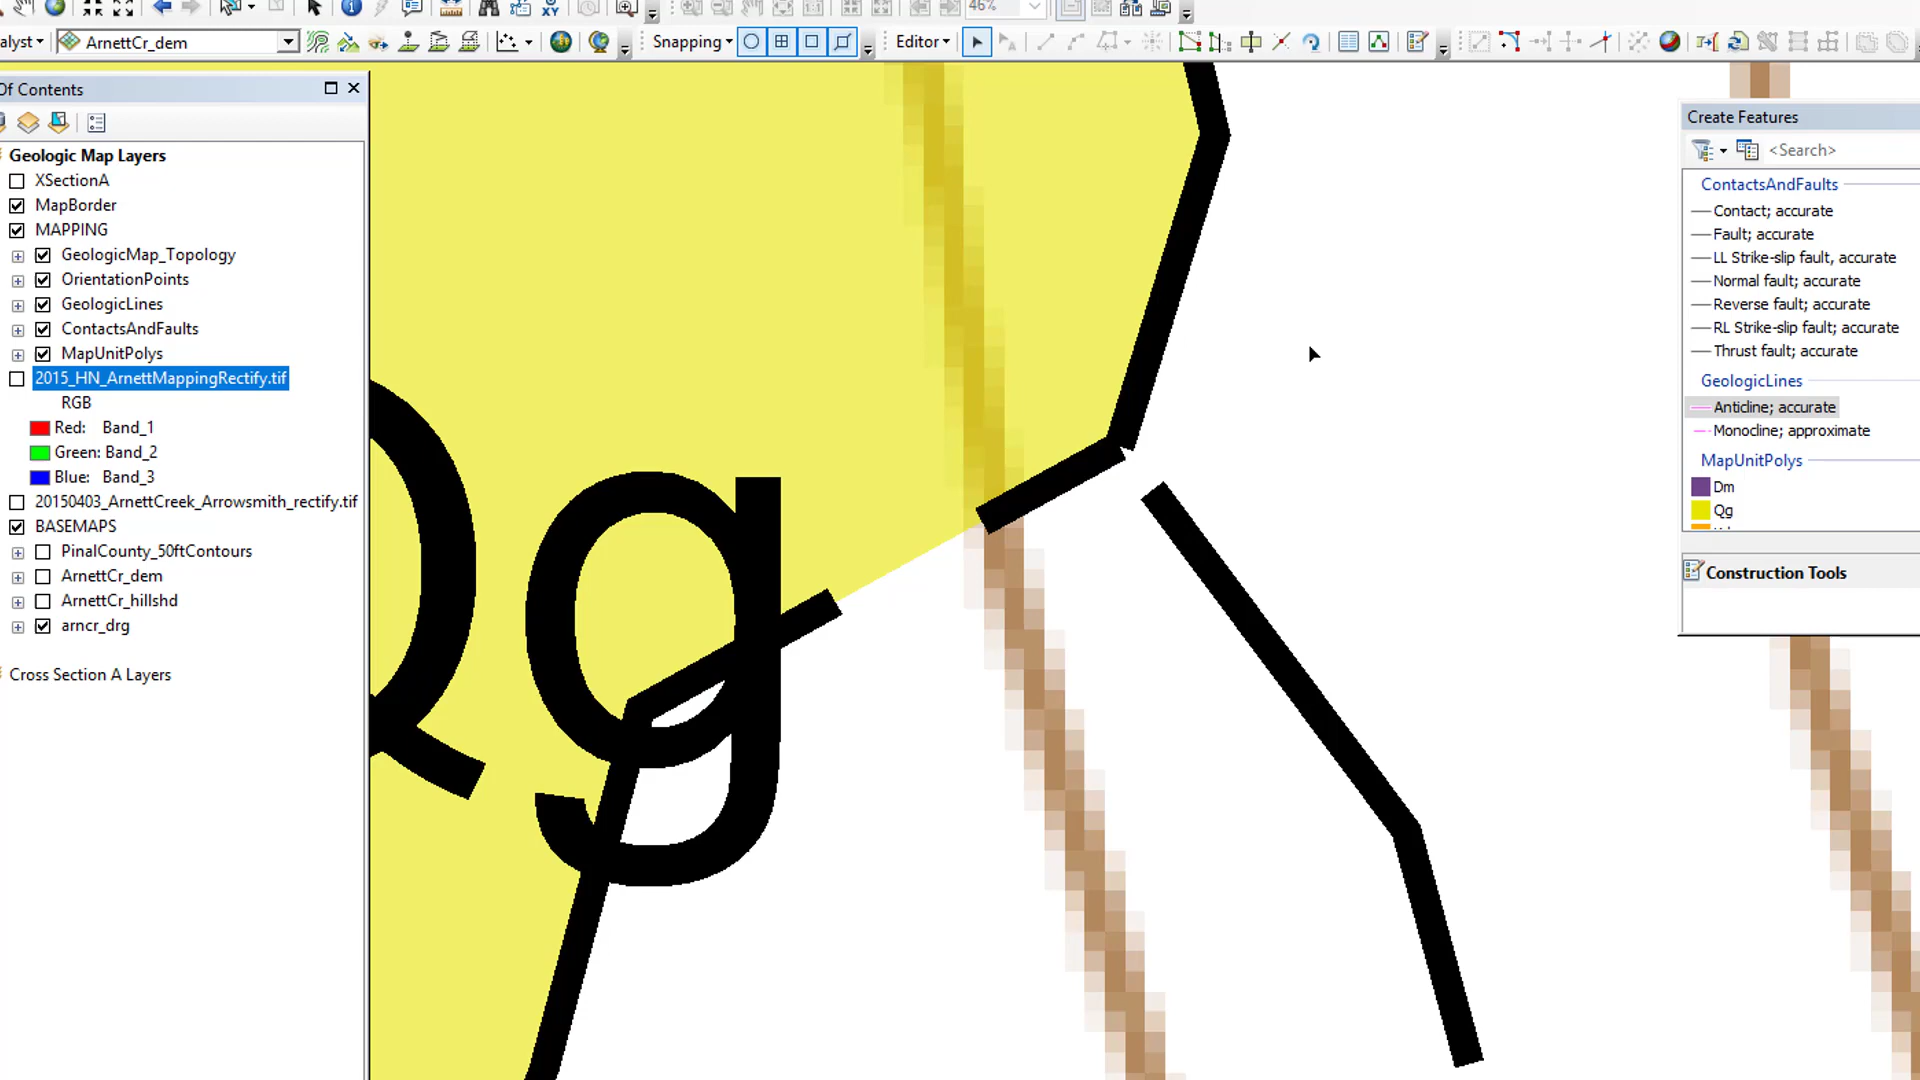 46%
alyst
ArnettCr_dem
Snapping
Editor
Of Contents
Geologic Map Layers
XSectionA
MapBorder
MAPPING
GeologicMap_Topology
OrientationPoints
GeologicLines
ContactsAndFaults
MapUnitPolys
2015_HN_ArnettMappingRectify.tif
RGB
Red: Band_1
Green: Band_2
Blue: Band_3
20150403_ArnettCreek_Arrowsmith_rectify.tif
BASEMAPS
PinalCounty_50ftContours
ArnettCr_dem
ArnettCr_hillshd
arncr_drg
Cross Section A Layers
Qg
Create Features
<Search>
ContactsAndFaults
Contact; accurate
Fault; accurate
LL Strike-slip fault, accurate
Normal fault; accurate
Reverse fault; accurate
RL Strike-slip fault; accurate
Thrust fault; accurate
GeologicLines
Anticline; accurate
Monocline; approximate
MapUnitPolys
Dm
Qg
Construction Tools